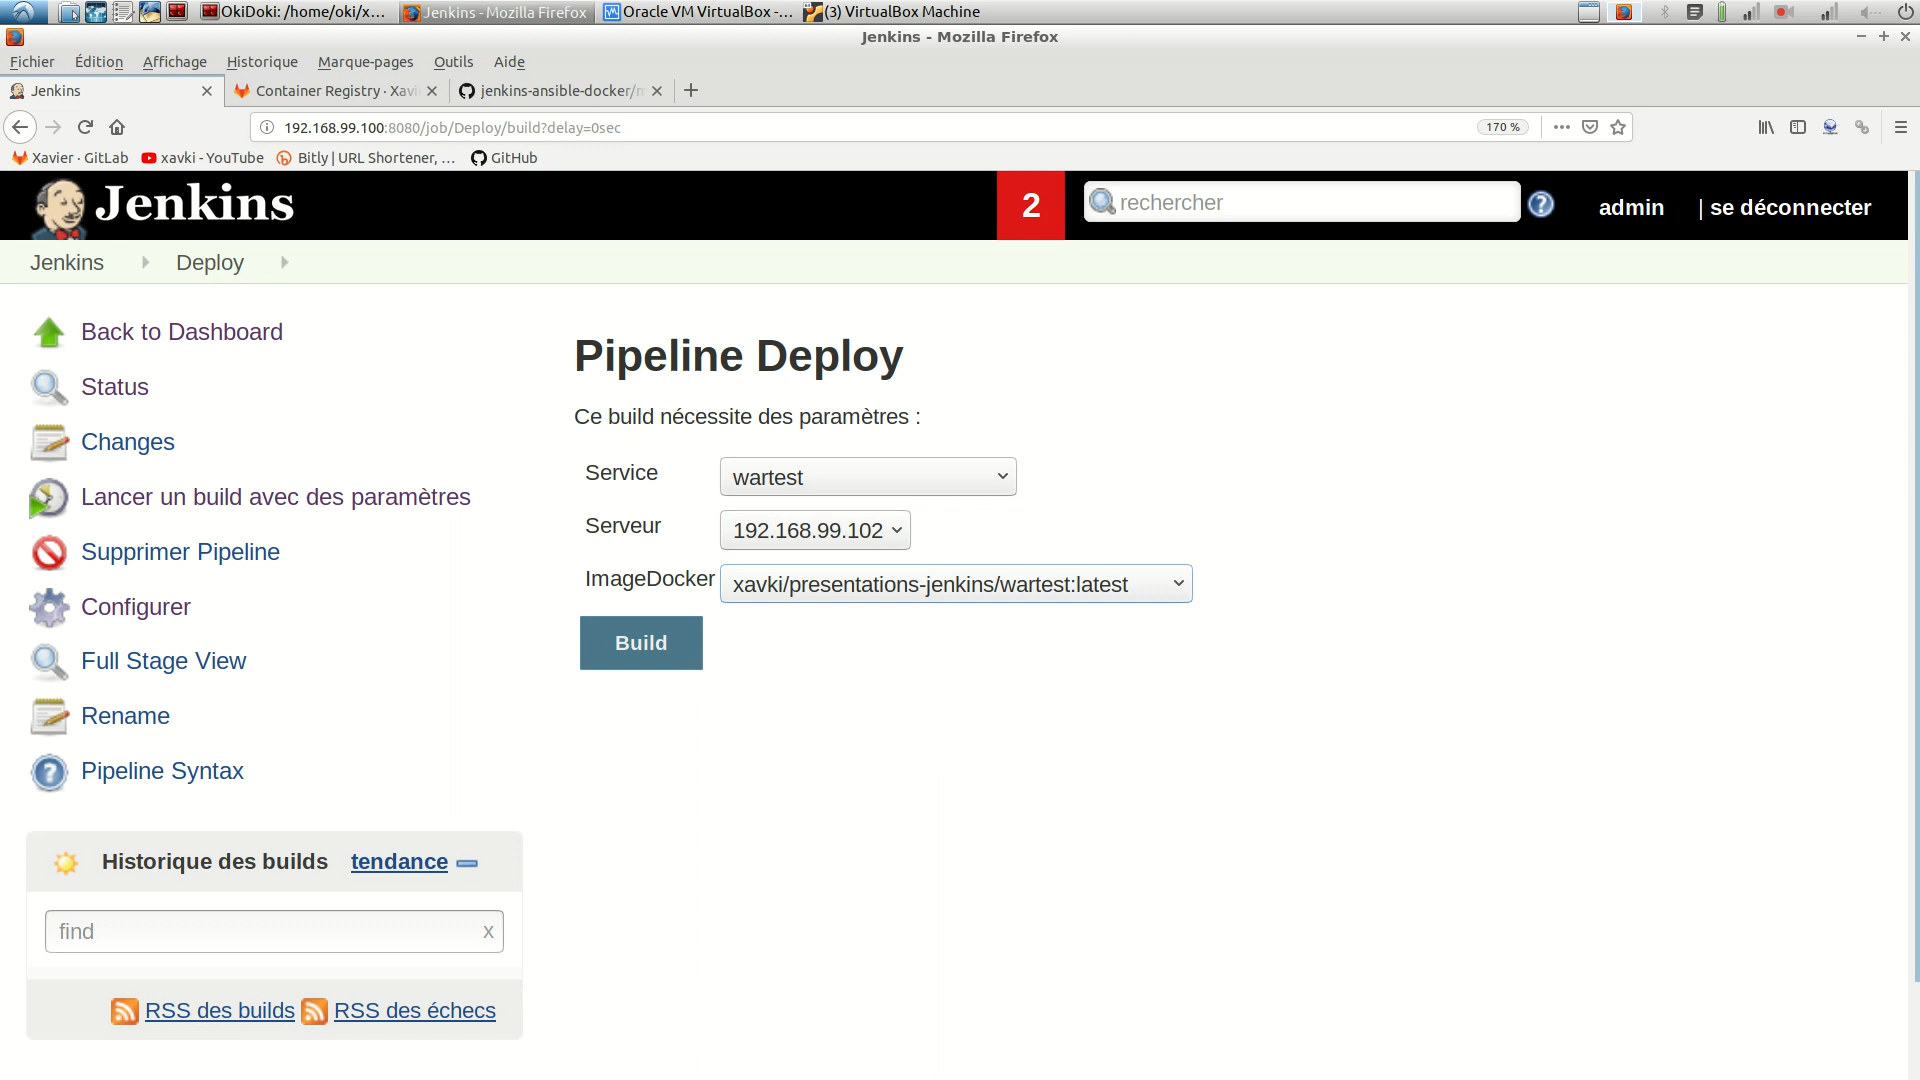 OkiDoki: /home/oki/x...
Jenkins - Mozilla Firefox
Oracle VM VirtualBox -...
(3) VirtualBox Machine
Jenkins - Mozilla Firefox
Fichier Édition Affichage Historique Marque-pages Outils Aide
Jenkins
Container Registry · Xavi
jenkins-ansible-docker/
192.168.99.100:8080/job/Deploy/build?delay=0sec
170 %
Xavier · GitLab
xavki - YouTube
Bitly | URL Shortener, ...
GitHub
Jenkins
2
rechercher
admin
| se déconnecter
Jenkins
Deploy
Back to Dashboard
Status
Changes
Lancer un build avec des paramètres
Supprimer Pipeline
Configurer
Full Stage View
Rename
Pipeline Syntax
Pipeline Deploy
Ce build nécessite des paramètres :
Service wartest
Serveur 192.168.99.102
ImageDocker xavki/presentations-jenkins/wartest:latest
Build
Historique des builds tendance
find x
RSS des builds RSS des échecs